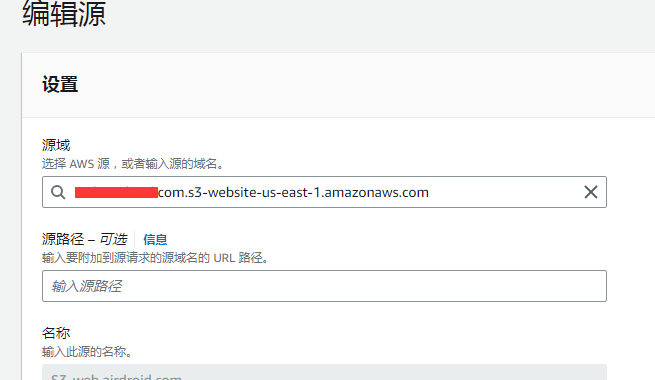 编辑源
设置
源域
选择 AWS 源，或者输入源的域名。
com.s3-website-us-east-1.amazonaws.com
源路径 – 可选 信息
输入要附加到源请求的源域名的 URL 路径。
输入源路径
名称
输入此源的名称。
S3-web.airdroid.com